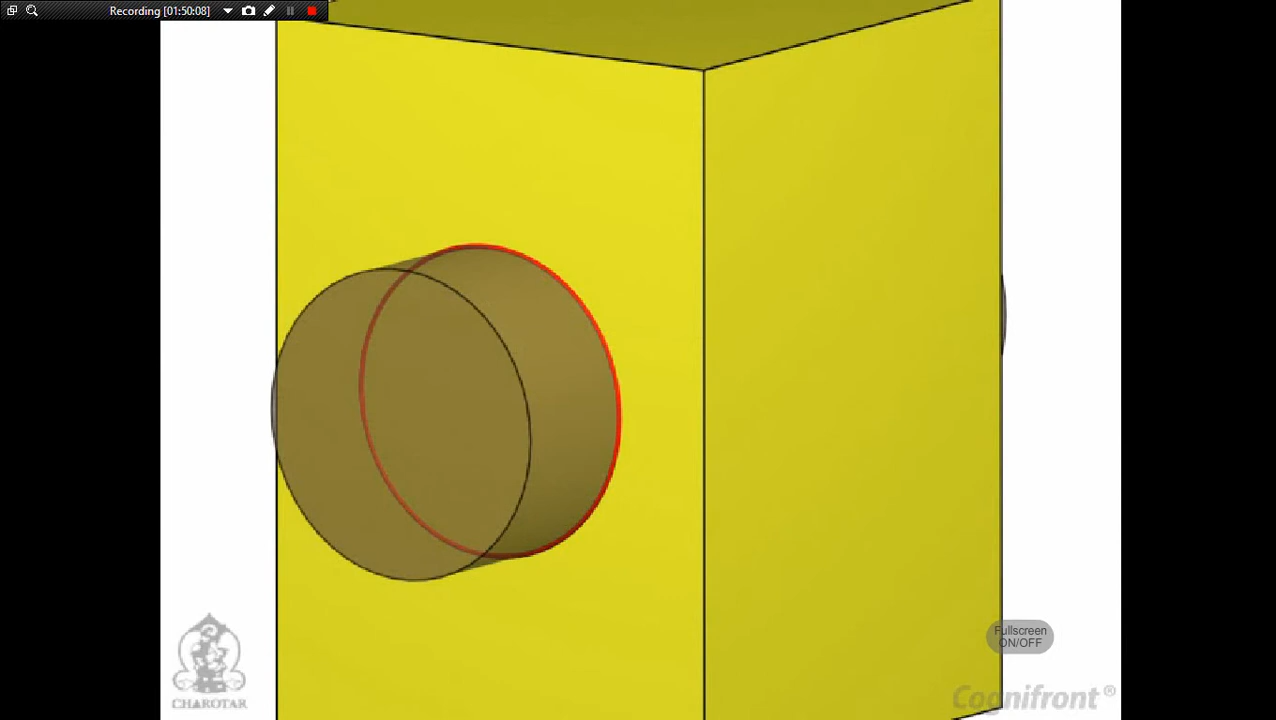 Recording [01:50:08]
Fullscreen
ON/OFF
CHAROTAR
Cognifront ®